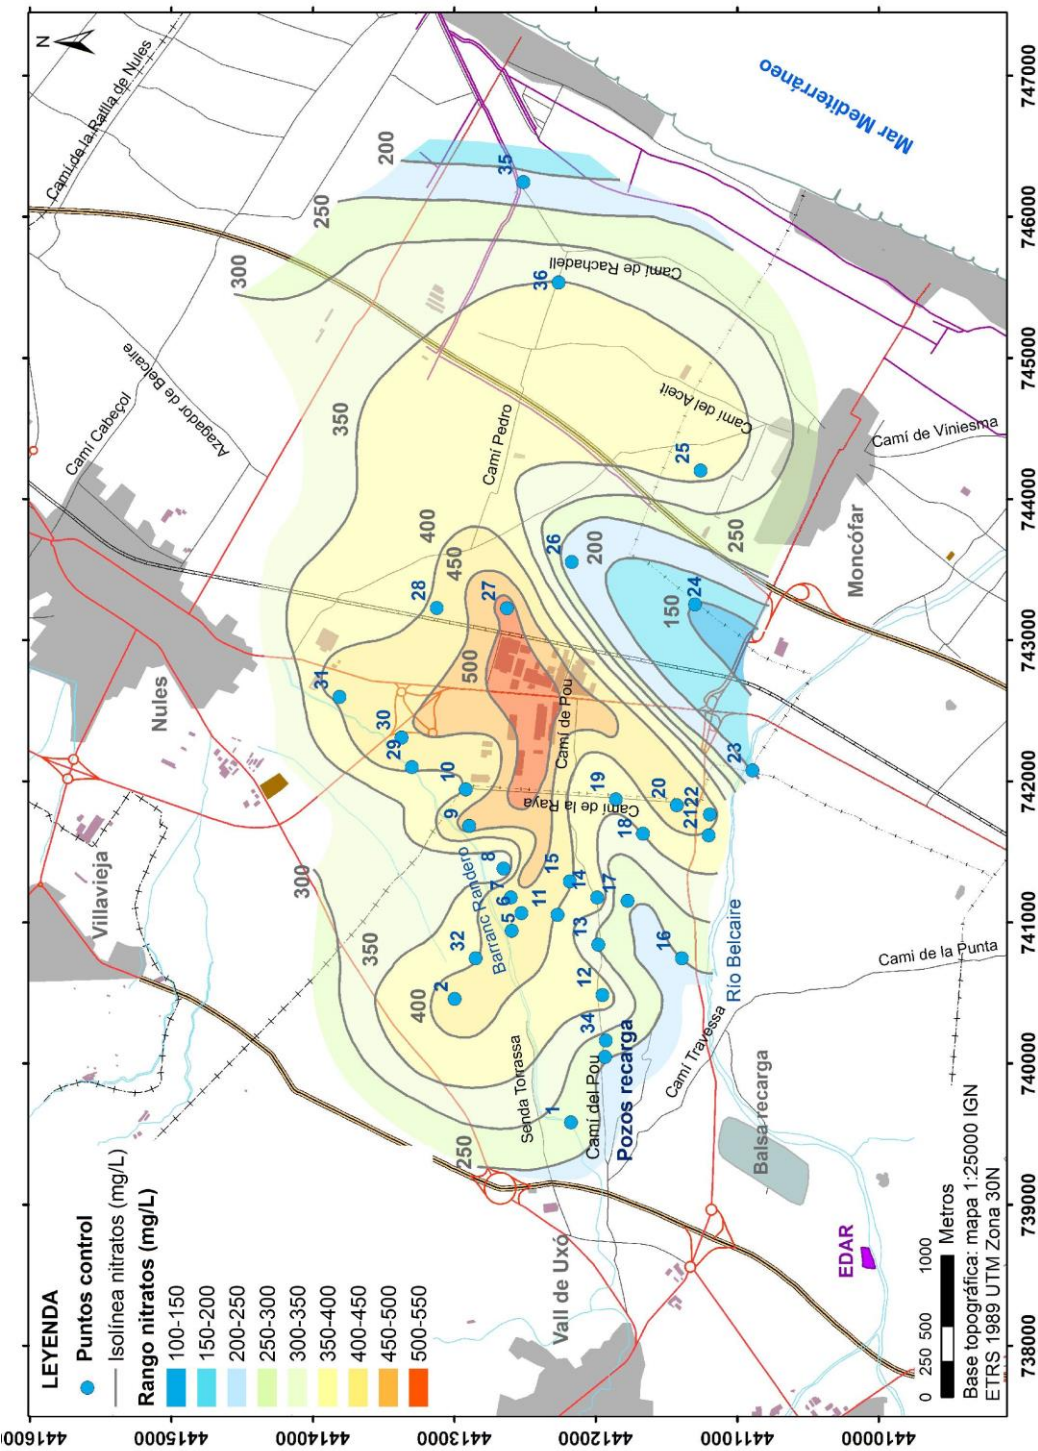 LEYENDA
Puntos control
Isolínea nitratos (mg/L)
Rango nitratos (mg/L)
100-150
150-200
200-250
250-300
300-350
350-400
400-450
450-500
500-550
N
Camí de la Ratlla de Nules
Camí Cabeçol
Azagador de Belcaire
Nules
Villavieja
Mar Mediterráneo
200
250
300
350
400
450
500
300
350
400
250
200
150
250
35
36
Camí de Rachadell
Camí Pedro
Camí del Aceit
25
26
24
28
27
31
30
29
10
9
8
7
6
5
11
15
14
13
17
18
19
20
21
22
23
16
12
34
32
2
1
Camí de Pou
Camí de la Raya
Barranc Randero
Senda Torrassa
Camí del Pou
Pozos recarga
Río Belcaire
Camí Travessa
Cami de la Punta
Camí de Viniesma
Moncófar
Vall de Uxó
Balsa recarga
EDAR
0 250 500 1000
Metros
Base topográfica: mapa 1:25000 IGN
ETRS 1989 UTM Zona 30N
738000
739000
740000
741000
742000
743000
744000
745000
746000
747000
4416000
4415000
4414000
4413000
4412000
4411000
4410000